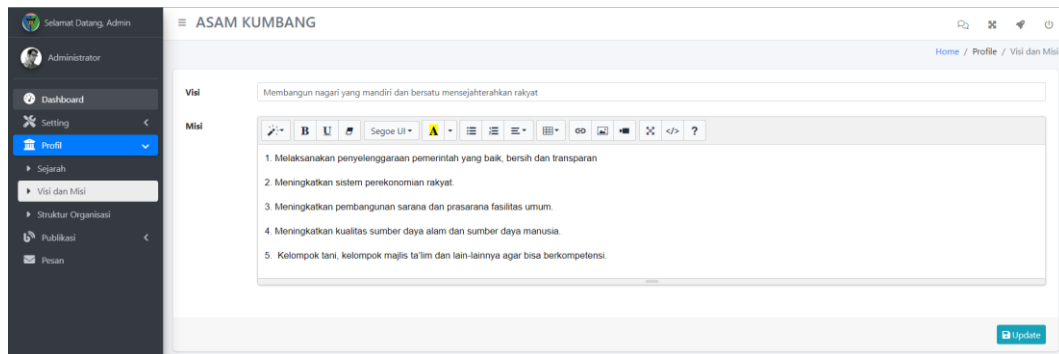 Selamat Datang, Admin
ASAM KUMBANG
Administrator
Home / Profile / Visi dan Misi
Dashboard
Setting
Profil
Sejarah
Visi dan Misi
Struktur Organisasi
Publikasi
Pesan
Visi
Membangun nagari yang mandiri dan bersatu mensejahterahkan rakyat
Misi
B U Segoe UI A </> ?
1. Melaksanakan penyelenggaraan pemerintah yang baik, bersih dan transparan
2. Meningkatkan sistem perekonomian rakyat.
3. Meningkatkan pembangunan sarana dan prasarana fasilitas umum.
4. Meningkatkan kualitas sumber daya alam dan sumber daya manusia.
5. Kelompok tani, kelompok majlis ta'lim dan lain-lainnya agar bisa berkompetensi.
Update